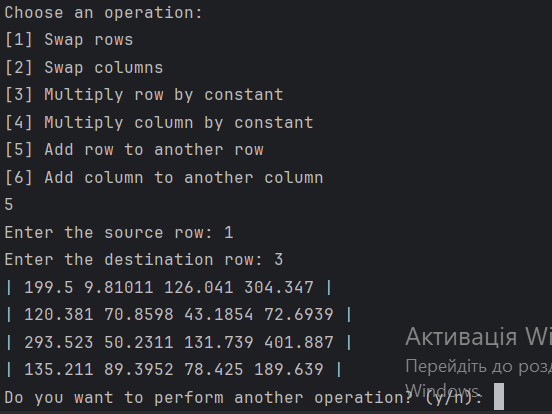 Choose an operation:
[1] Swap rows
[2] Swap columns
[3] Multiply row by constant
[4] Multiply column by constant
[5] Add row to another row
[6] Add column to another column
5
Enter the source row: 1
Enter the destination row: 3
| 199.5 9.81011 126.041 304.347 |
| 120.381 70.8598 43.1854 72.6939 |
| 293.523 50.2311 131.739 401.887 |
| 135.211 89.3952 78.425 189.639 |
Do you want to perform another operation? (y/n):
Активація Wi
Перейдіть до розд
Windows.